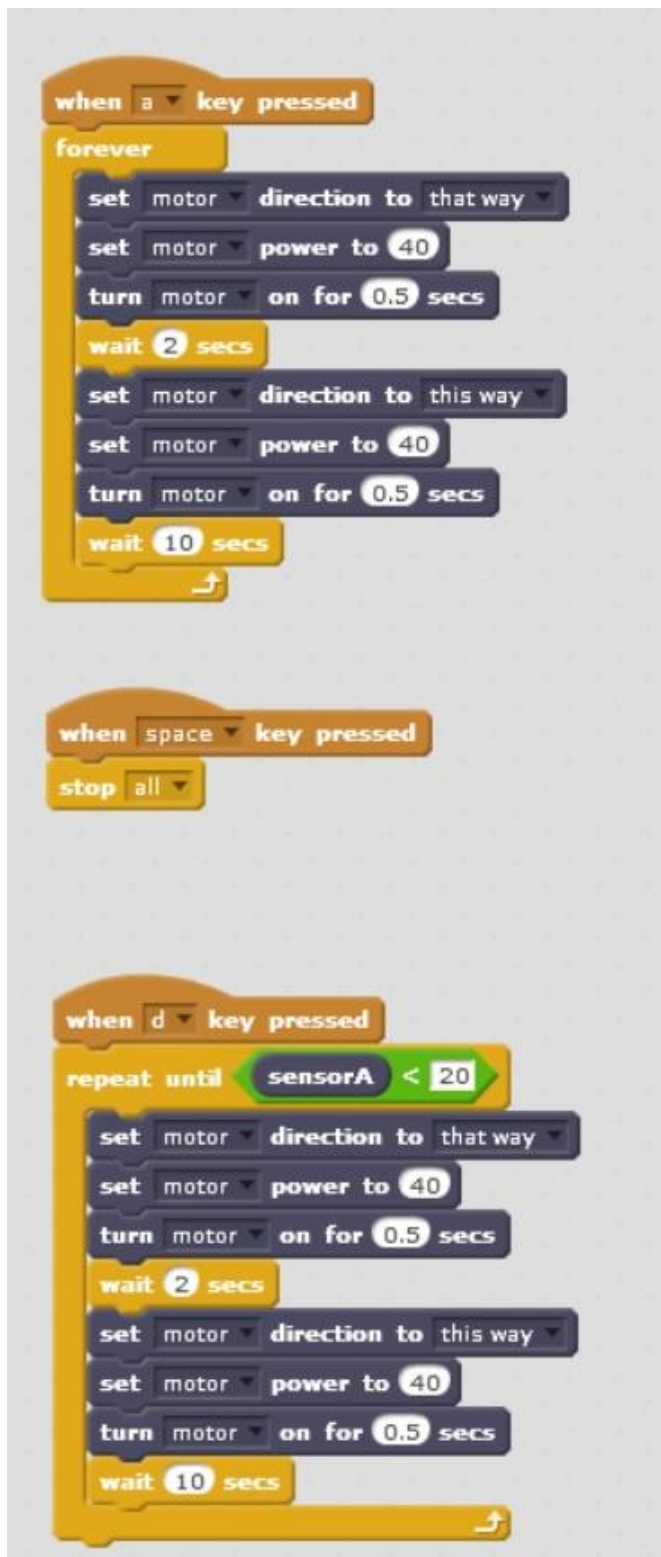 when a key pressed
forever
set motor direction to that way
set motor power to 40
turn motor on for 0.5 secs
wait 2 secs
set motor direction to this way
set motor power to 40
turn motor on for 0.5 secs
wait 10 secs
when space key pressed
stop all
when d key pressed
repeat until sensorA < 20
set motor direction to that way
set motor power to 40
turn motor on for 0.5 secs
wait 2 secs
set motor direction to this way
set motor power to 40
turn motor on for 0.5 secs
wait 10 secs